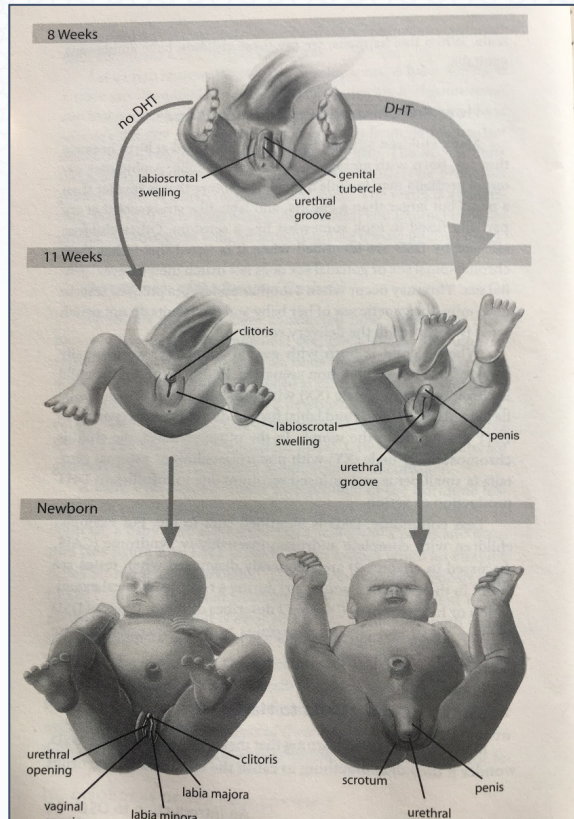 8 Weeks
no DHT
DHT
labioscrotal
swelling
genital
tubercle
urethral
groove
11 Weeks
clitoris
labioscrotal
swelling
penis
urethral
groove
Newborn
urethral
opening
clitoris
labia majora
vaginal
labia minora
scrotum
penis
urethral